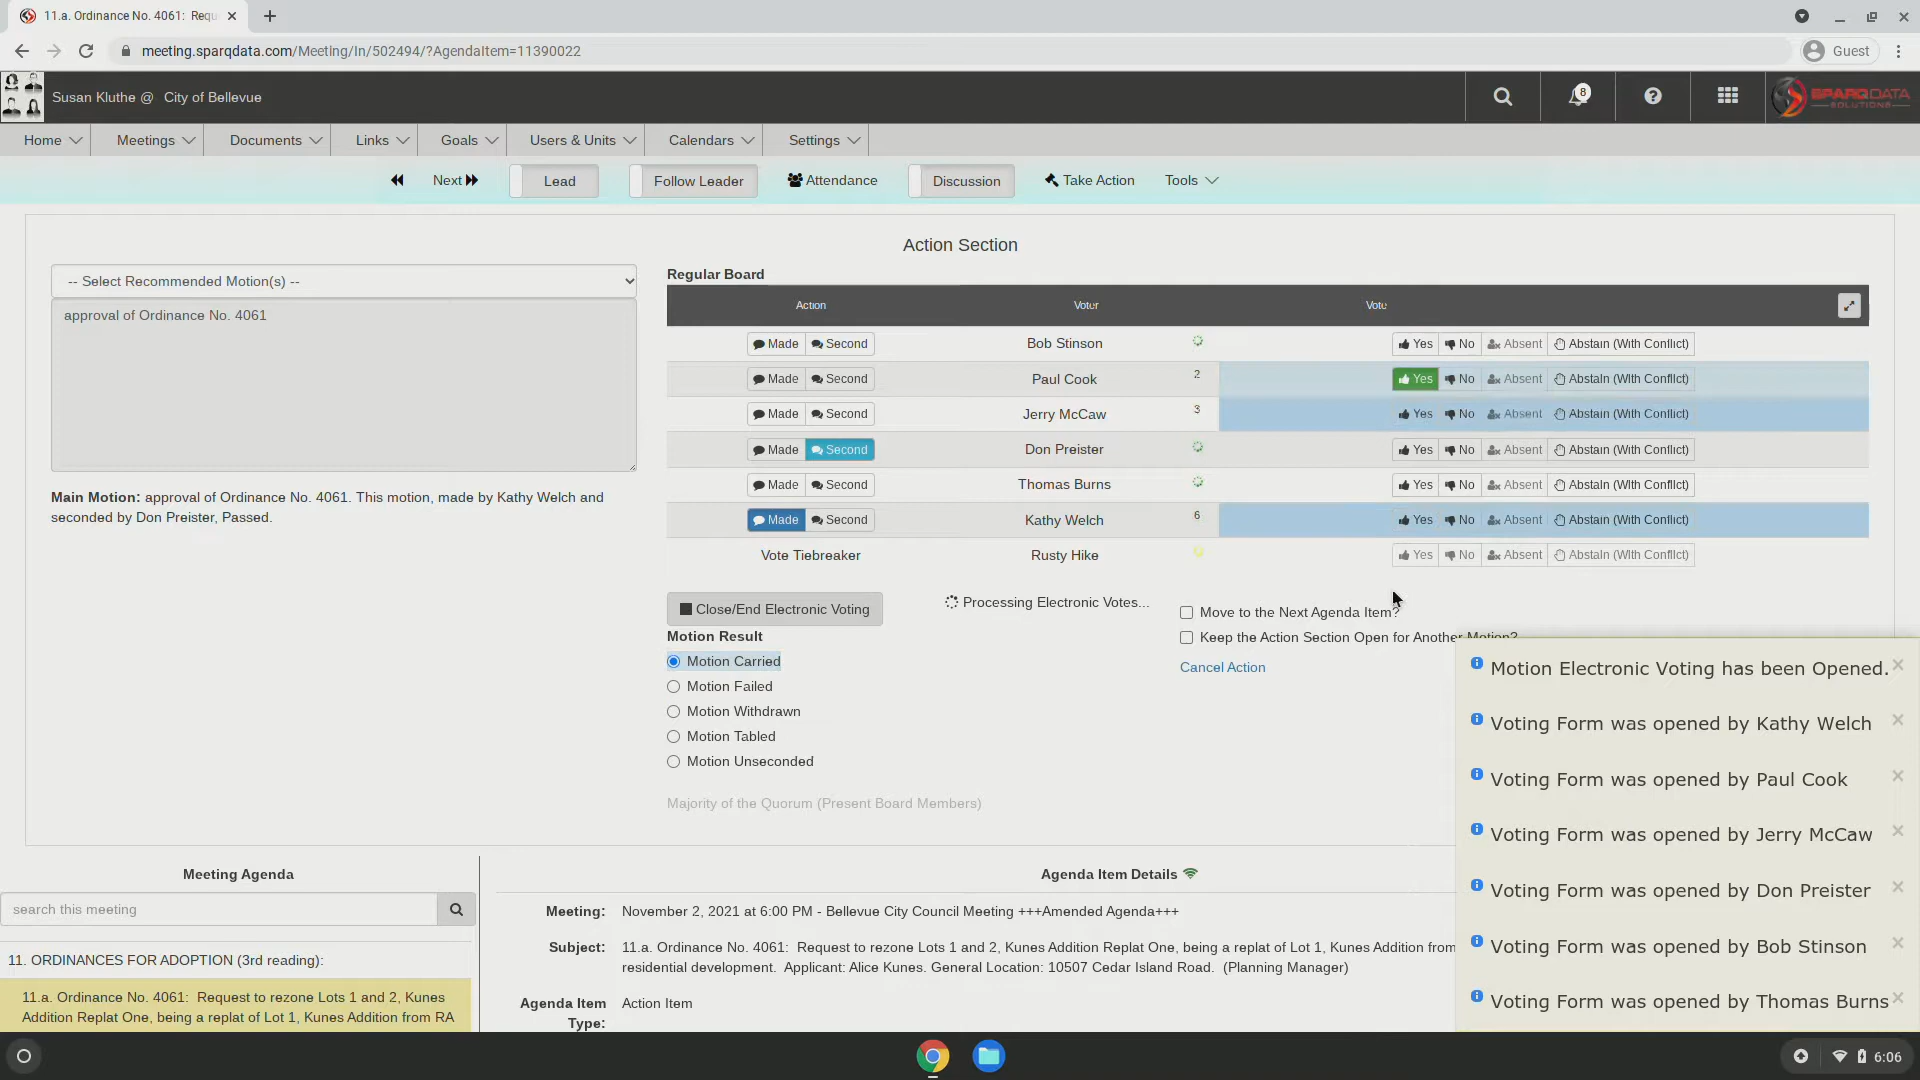 11.a. Ordinance No. 4061: Requ
meeting.sparqdata.com/Meeting/In/502494/?AgendaItem=11390022
Guest
Susan Kluthe @ City of Bellevue
8
SPARQDATA
SOLUTIONS
Home
Meetings
Documents
Links
Goals
Users & Units
Calendars
Settings
Next
Lead
Follow Leader
Attendance
Discussion
Take Action
Tools
Action Section
-- Select Recommended Motion(s) --
approval of Ordinance No. 4061
Main Motion: approval of Ordinance No. 4061. This motion, made by Kathy Welch and
seconded by Don Preister, Passed.
Regular Board
Action Voter Vote
Made Second Bob Stinson Yes No Absent Abstain (With Conflict)
Made Second Paul Cook 2 Yes No Absent Abstain (With Conflict)
Made Second Jerry McCaw 3 Yes No Absent Abstain (With Conflict)
Made Second Don Preister Yes No Absent Abstain (With Conflict)
Made Second Thomas Burns Yes No Absent Abstain (With Conflict)
Made Second Kathy Welch 6 Yes No Absent Abstain (With Conflict)
Vote Tiebreaker Rusty Hike Yes No Absent Abstain (With Conflict)
Close/End Electronic Voting
Processing Electronic Votes...
Move to the Next Agenda Item?
Keep the Action Section Open for Another Motion?
Cancel Action
Motion Result
Motion Carried
Motion Failed
Motion Withdrawn
Motion Tabled
Motion Unseconded
Majority of the Quorum (Present Board Members)
Motion Electronic Voting has been Opened.
Voting Form was opened by Kathy Welch
Voting Form was opened by Paul Cook
Voting Form was opened by Jerry McCaw
Voting Form was opened by Don Preister
Voting Form was opened by Bob Stinson
Voting Form was opened by Thomas Burns
Meeting Agenda
search this meeting
11. ORDINANCES FOR ADOPTION (3rd reading):
11.a. Ordinance No. 4061: Request to rezone Lots 1 and 2, Kunes
Addition Replat One, being a replat of Lot 1, Kunes Addition from RA
Agenda Item Details
Meeting: November 2, 2021 at 6:00 PM - Bellevue City Council Meeting +++Amended Agenda+++
Subject: 11.a. Ordinance No. 4061: Request to rezone Lots 1 and 2, Kunes Addition Replat One, being a replat of Lot 1, Kunes Addition from
residential development. Applicant: Alice Kunes. General Location: 10507 Cedar Island Road. (Planning Manager)
Agenda Item Action Item
Type:
6:06